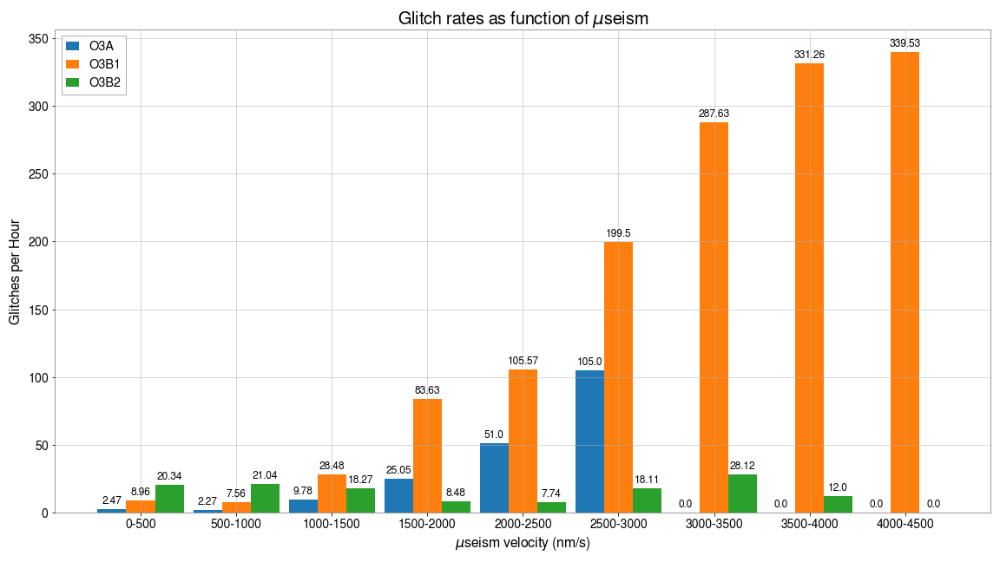 Glitch rates as function of μseism
O3A
O3B1
O3B2
Glitches per Hour
350
300
250
200
150
100
50
0
2.47 8.96 20.34
2.27 7.56 21.04
9.78 28.48 18.27
25.05 83.63 8.48
51.0 105.57 7.74
105.0 199.5 18.11
0.0 287.63 28.12
0.0 331.26 12.0
0.0 339.53 0.0
0-500 500-1000 1000-1500 1500-2000 2000-2500 2500-3000 3000-3500 3500-4000 4000-4500
μseism velocity (nm/s)